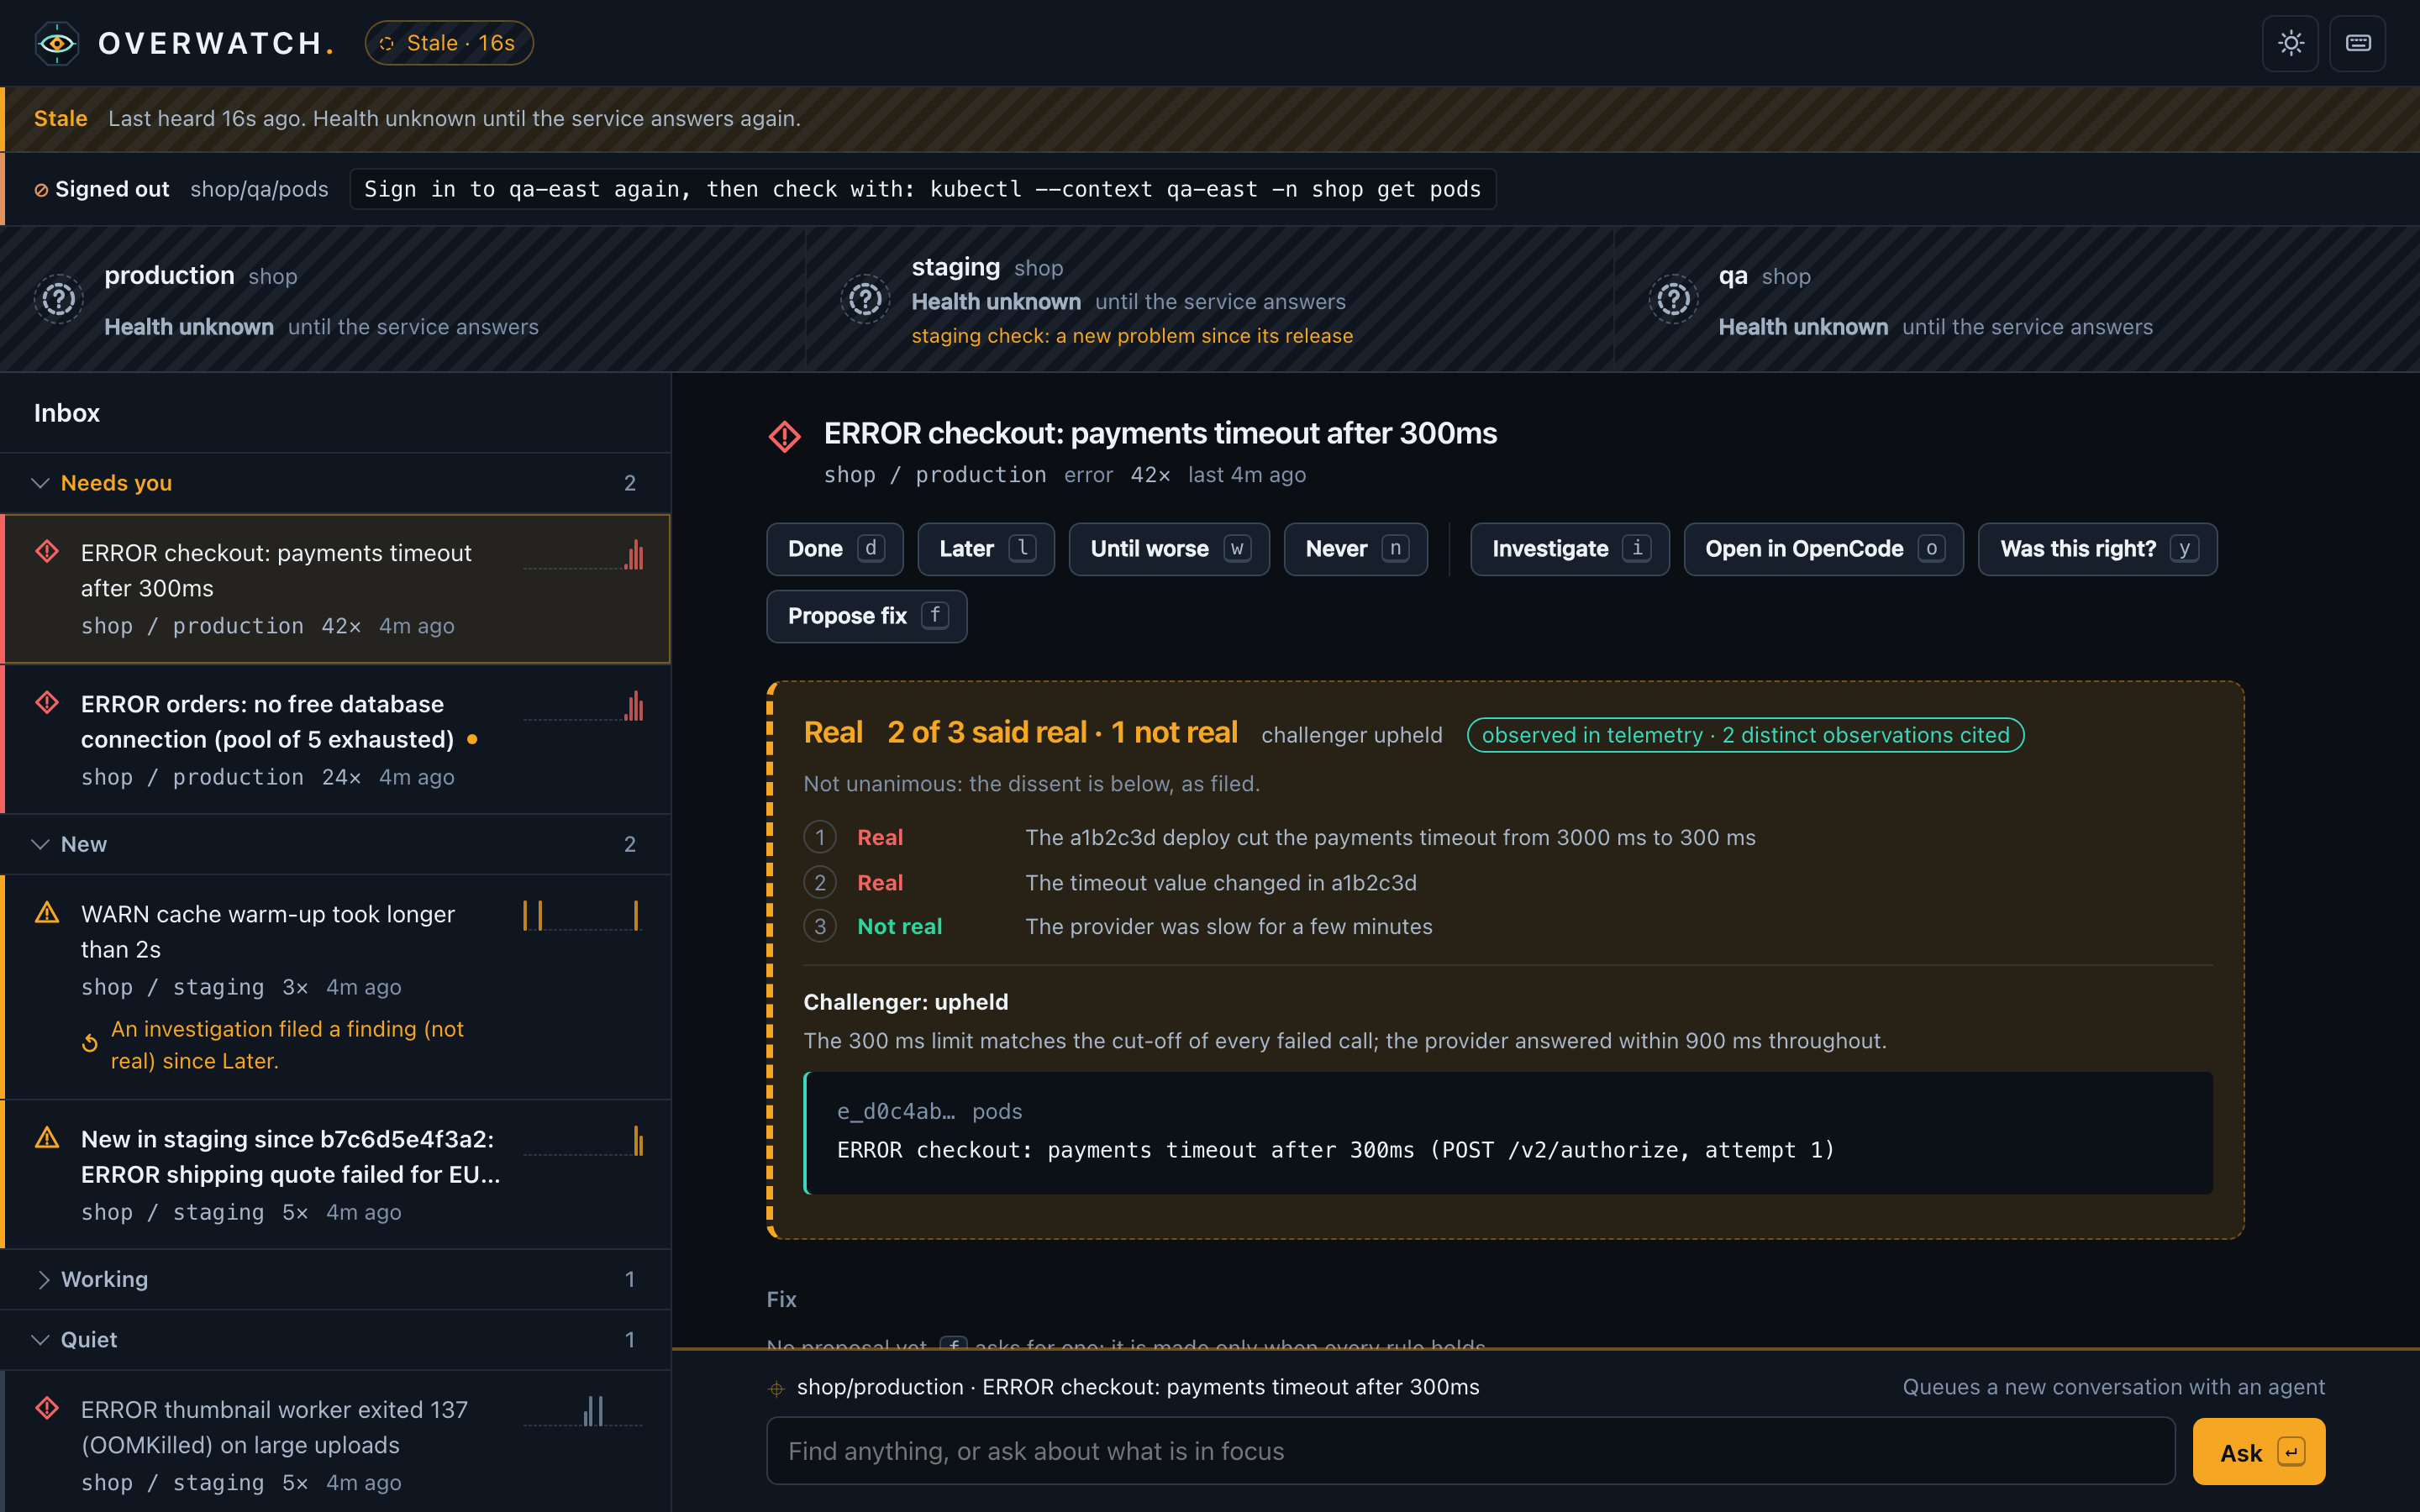 OVERWATCH.
Stale · 16s
Stale Last heard 16s ago. Health unknown until the service answers again.
Signed out shop/qa/pods Sign in to qa-east again, then check with: kubectl --context qa-east -n shop get pods
production shop
Health unknown until the service answers
staging shop
Health unknown until the service answers
staging check: a new problem since its release
qa shop
Health unknown until the service answers
Inbox
Needs you 2
ERROR checkout: payments timeout
after 300ms
shop / production 42× 4m ago
ERROR orders: no free database
connection (pool of 5 exhausted)
shop / production 24× 4m ago
New 2
WARN cache warm-up took longer
than 2s
shop / staging 3× 4m ago
An investigation filed a finding (not
real) since Later.
New in staging since b7c6d5e4f3a2:
ERROR shipping quote failed for EU...
shop / staging 5× 4m ago
Working 1
Quiet 1
ERROR thumbnail worker exited 137
(OOMKilled) on large uploads
shop / staging 5× 4m ago
ERROR checkout: payments timeout after 300ms
shop / production error 42× last 4m ago
Done d Later l Until worse w Never n Investigate i Open in OpenCode o Was this right? y
Propose fix f
Real 2 of 3 said real · 1 not real challenger upheld observed in telemetry · 2 distinct observations cited
Not unanimous: the dissent is below, as filed.
1 Real The a1b2c3d deploy cut the payments timeout from 3000 ms to 300 ms
2 Real The timeout value changed in a1b2c3d
3 Not real The provider was slow for a few minutes
Challenger: upheld
The 300 ms limit matches the cut-off of every failed call; the provider answered within 900 ms throughout.
e_d0c4ab… pods
ERROR checkout: payments timeout after 300ms (POST /v2/authorize, attempt 1)
Fix
No proposal yet. f asks for one; it is made only when every rule holds.
shop/production · ERROR checkout: payments timeout after 300ms
Queues a new conversation with an agent
Find anything, or ask about what is in focus
Ask ↵